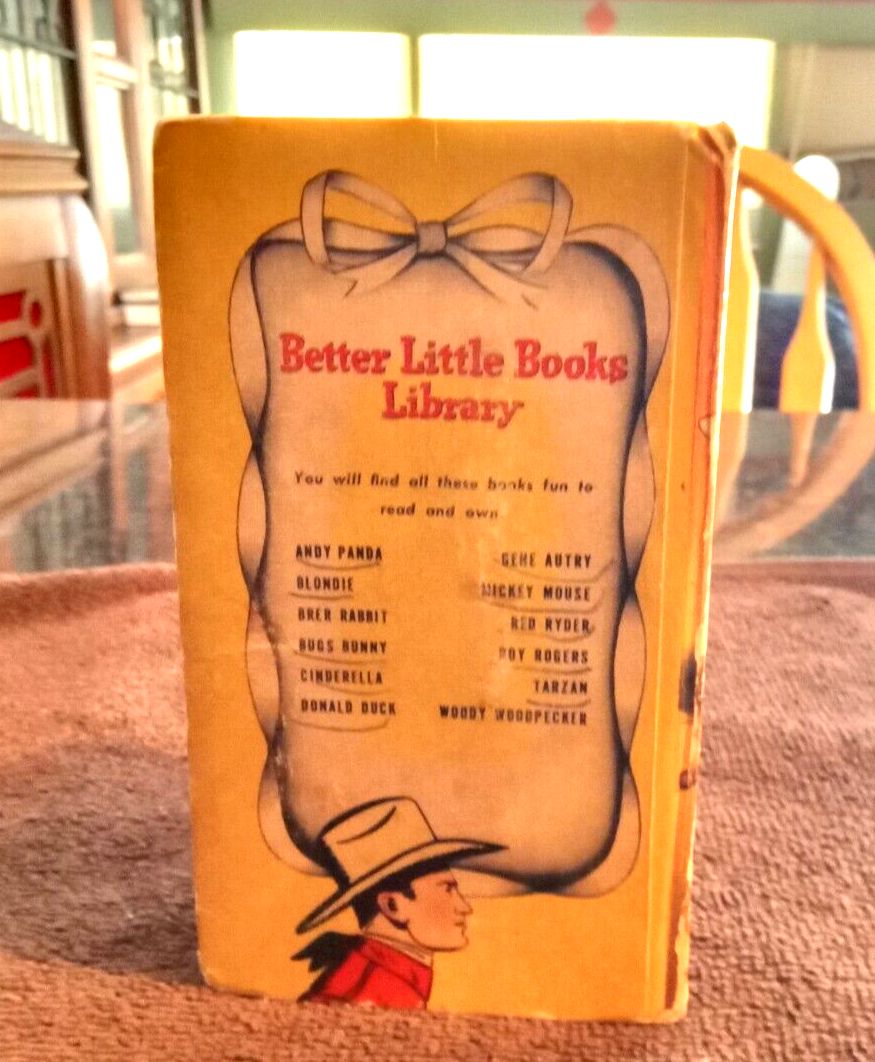 Better Little Books
Library
You will find all these books fun to
read and own
ANDY PANDA
BLONDIE
BRER RABBIT
BUGS BUNNY
CINDERELLA
DONALD DUCK
GENE AUTRY
MICKEY MOUSE
RED RYDER
ROY ROGERS
TARZAN
WOODY WOODPECKER